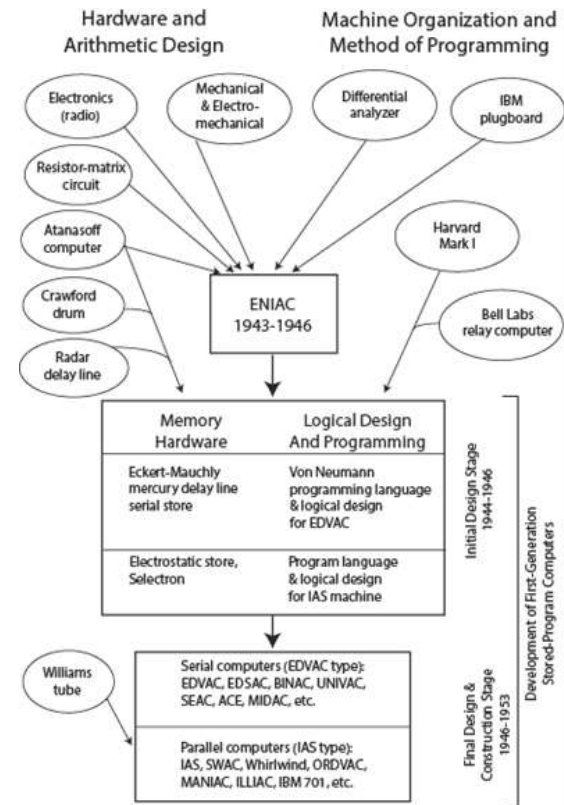 Hardware and
Arithmetic Design
Machine Organization and
Method of Programming
Electronics
(radio)
Mechanical
& Electro-
mechanical
Differential
analyzer
IBM
plugboard
Resistor-matrix
circuit
Atanasoff
computer
Harvard
Mark I
Crawford
drum
ENIAC
1943-1946
Bell Labs
relay computer
Radar
delay line
Memory
Hardware
Logical Design
And Programming
Eckert-Mauchly
mercury delay line
serial store
Von Neumann
programming language
& logical design
for EDVAC
Electrostatic store,
Selectron
Program language
& logical design
for IAS machine
Initial Design Stage
1944-1946
Development of First-Generation
Stored-Program Computers
Williams
tube
Serial computers (EDVAC type):
EDVAC, EDSAC, BINAC, UNIVAC,
SEAC, ACE, MIDAC, etc.
Parallel computers (IAS type):
IAS, SWAC, Whirlwind, ORDVAC,
MANIAC, ILLIAC, IBM 701, etc.
Final Design &
Construction Stage
1946-1953